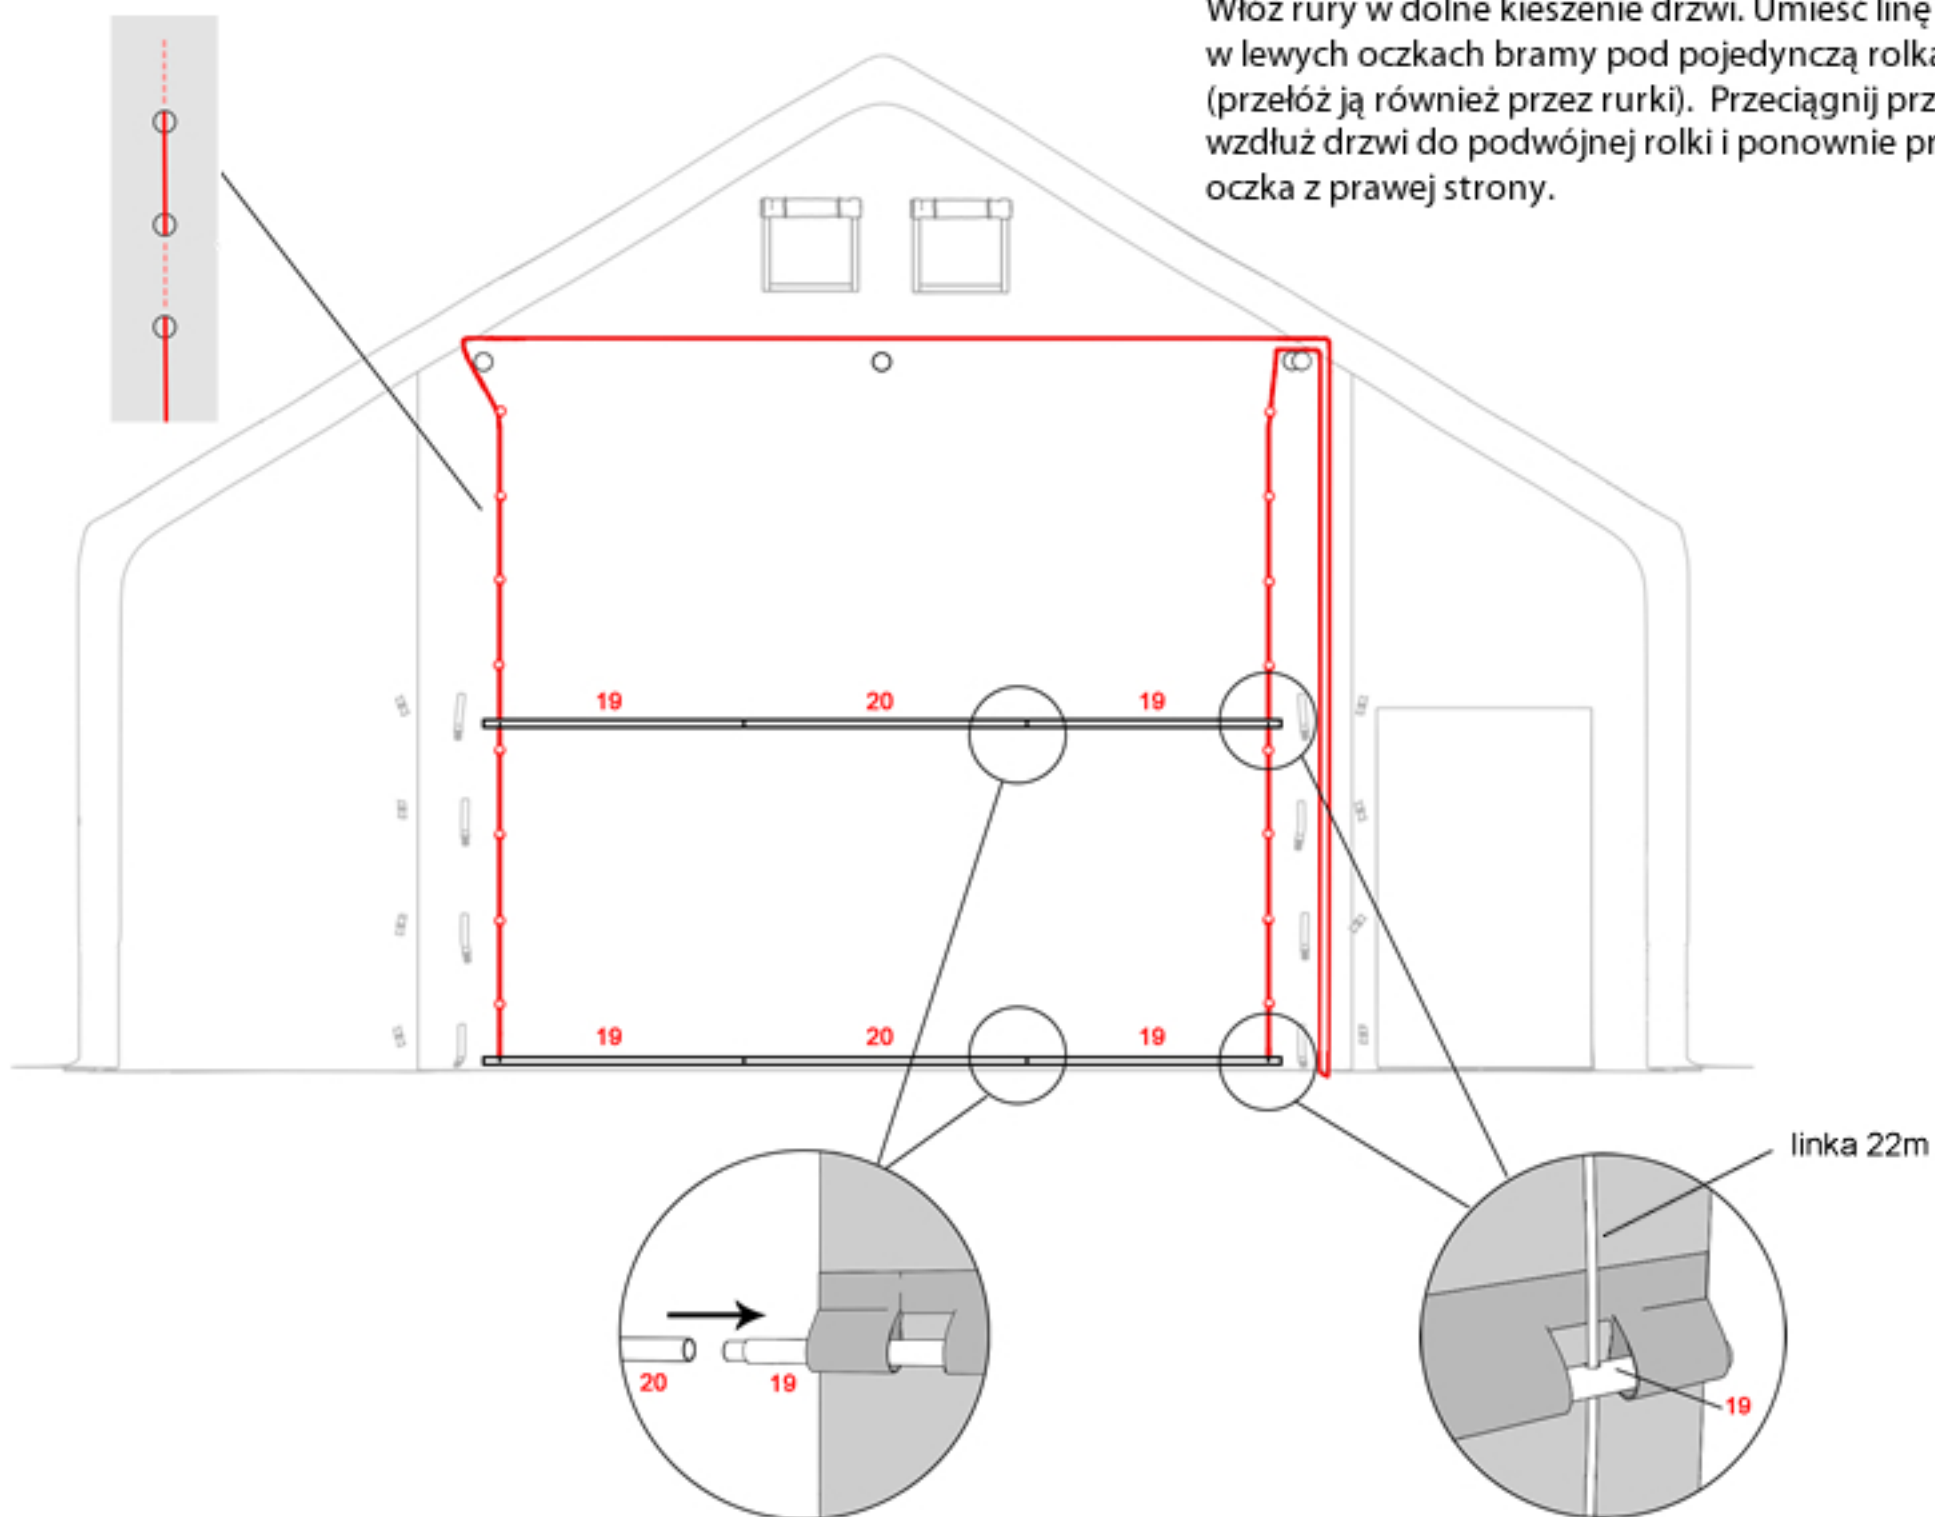 Włóż rury w dolne kieszenie drzwi. Umieść linę
w lewych oczkach bramy pod pojedynczą rolką
(przełóż ją również przez rurki). Przeciągnij
wzdłuż drzwi do podwójnej rolki i ponownie
oczka z prawej strony.
19 20 19
19 20 19
linka 22m
20 19
19